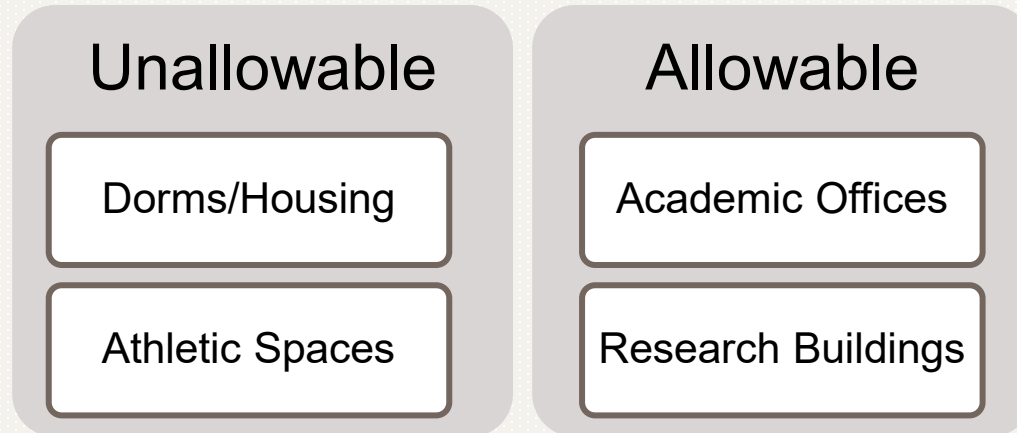 Unallowable
Dorms/Housing
Athletic Spaces
Allowable
Academic Offices
Research Buildings